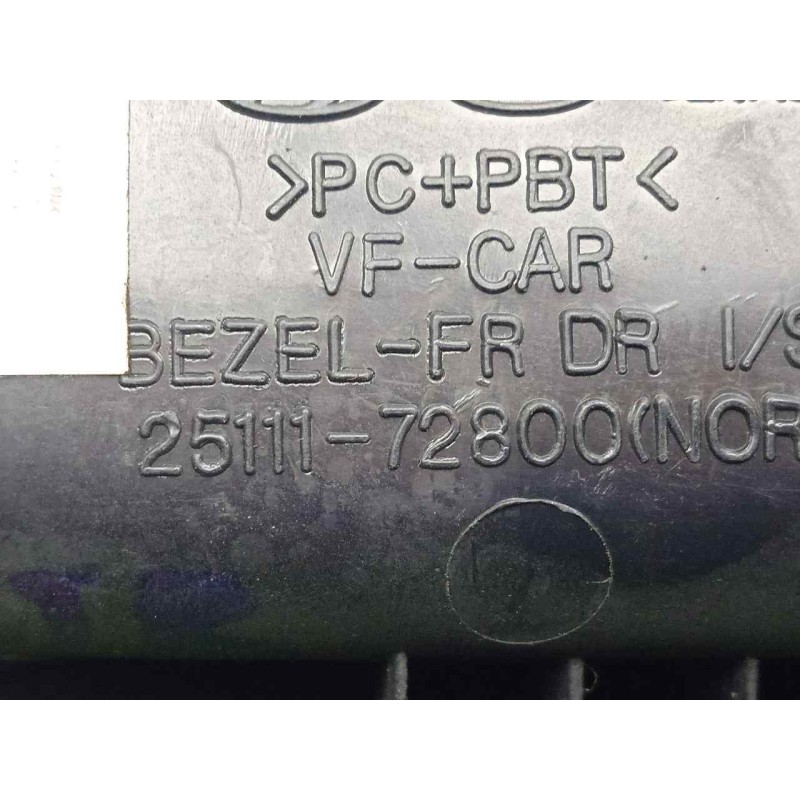 >PC+PBT<
VF-CAR
BEZEL-FR DR I/S
25111-72800(NOR